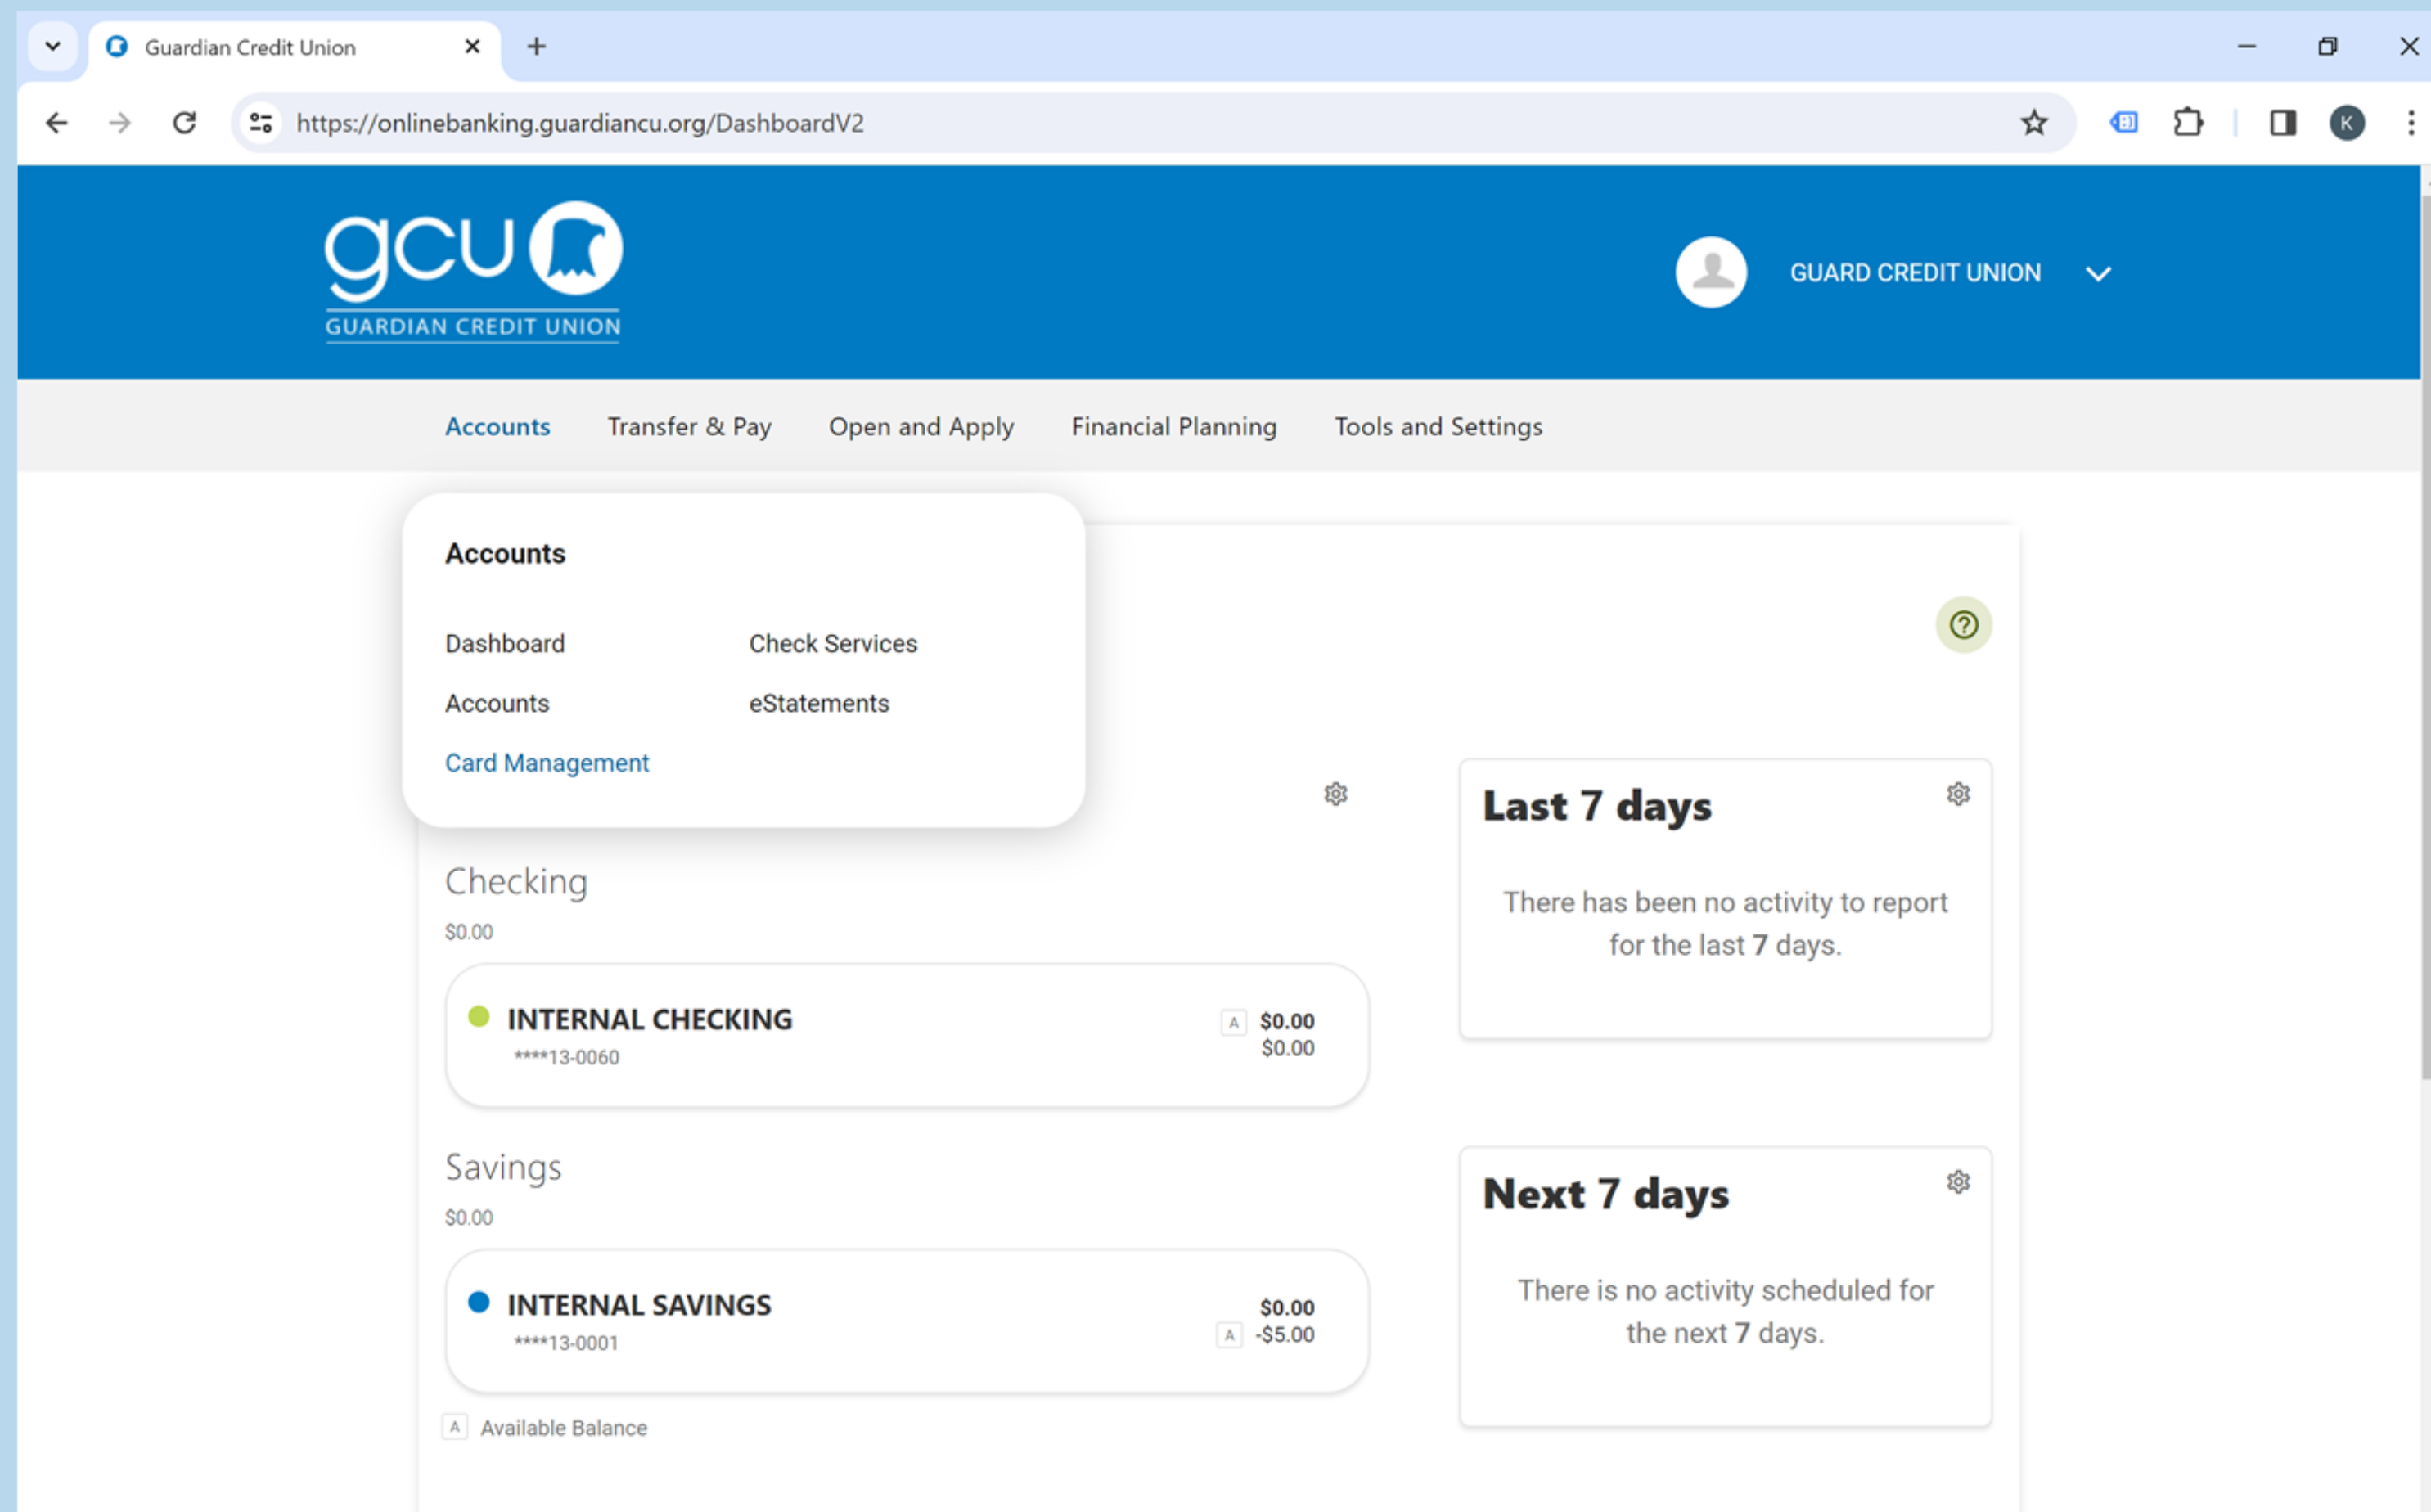 Guardian Credit Union
https://onlinebanking.guardiancu.org/DashboardV2
K
gcu
GUARDIAN CREDIT UNION
GUARD CREDIT UNION
Accounts Transfer & Pay Open and Apply Financial Planning Tools and Settings
Accounts
Dashboard Check Services
Accounts eStatements
Card Management
Checking
$0.00
INTERNAL CHECKING A $0.00
****13-0060 $0.00
Savings
$0.00
INTERNAL SAVINGS $0.00
****13-0001 A -$5.00
A Available Balance
?
Last 7 days
There has been no activity to report
for the last 7 days.
Next 7 days
There is no activity scheduled for
the next 7 days.